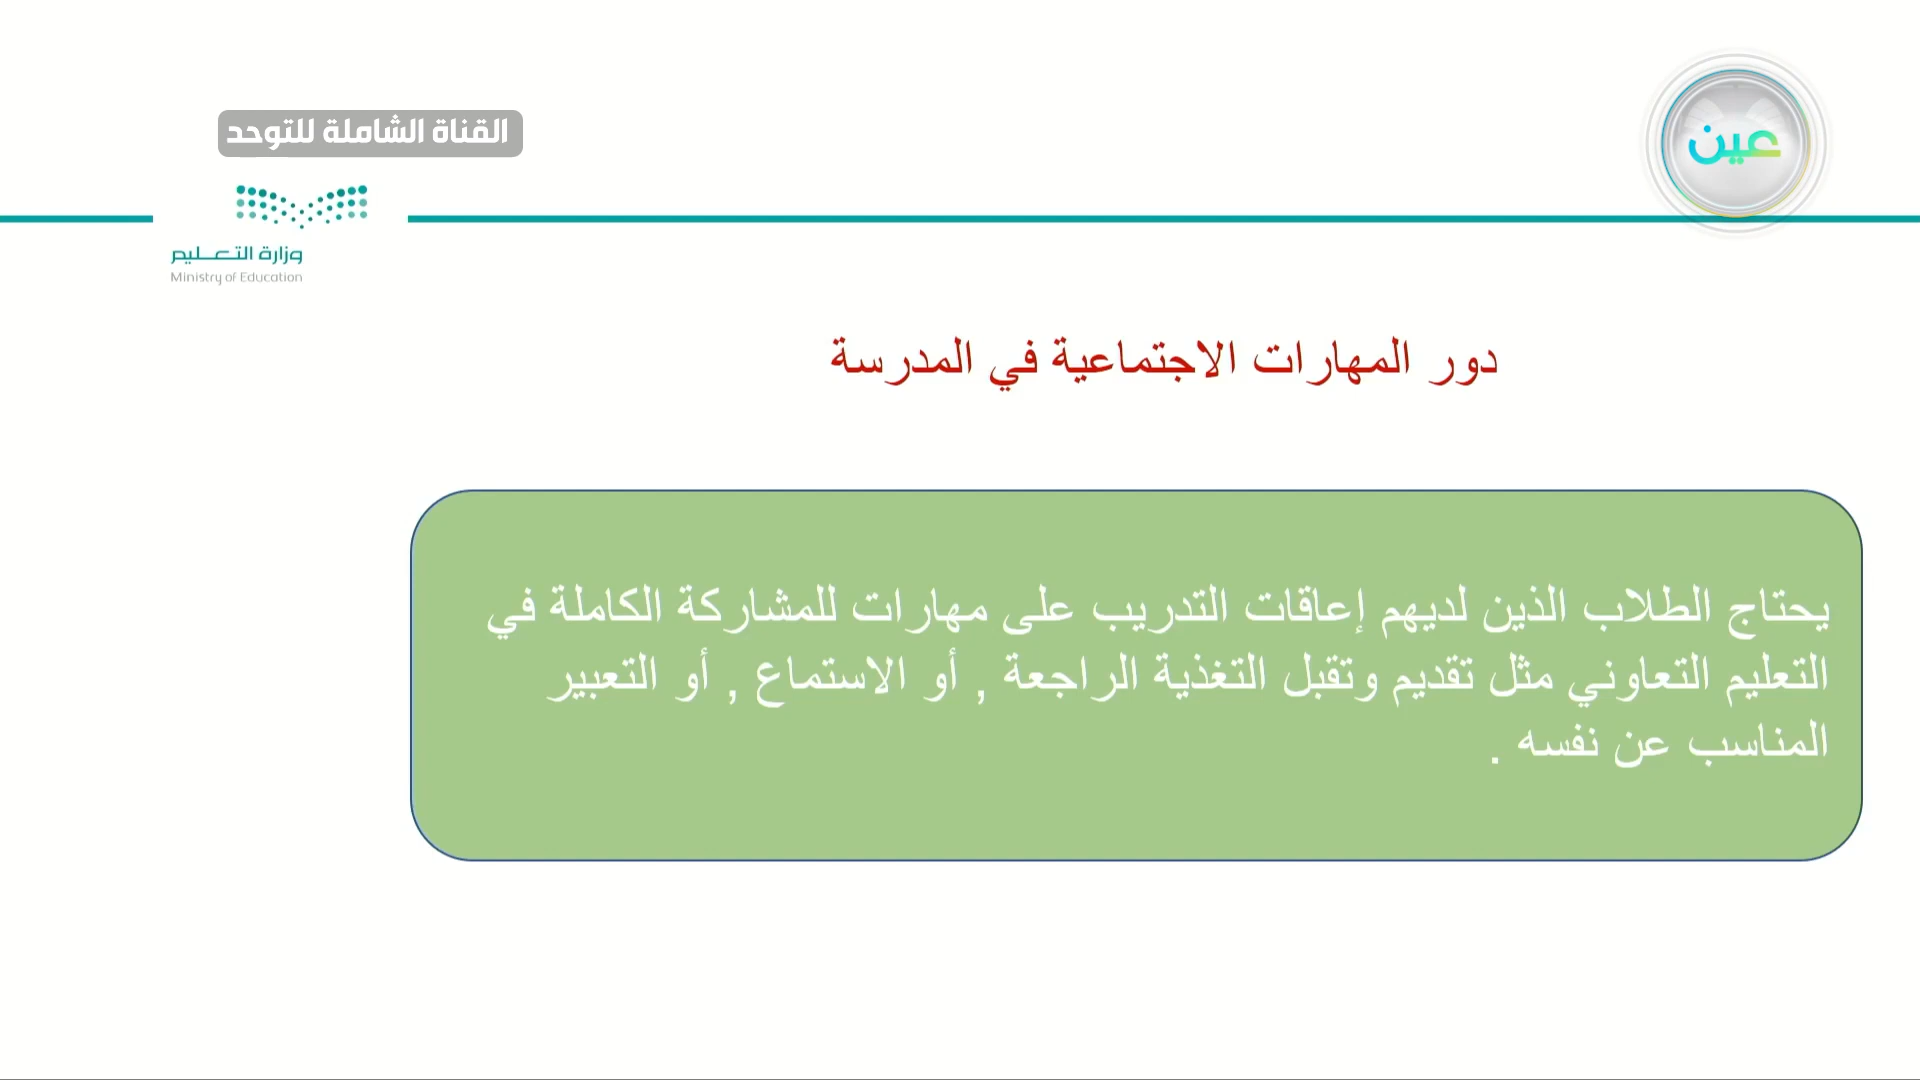 عين
القناة الشاملة للتوحد
وزارة التعليم
Ministry of Education
دور المهارات الاجتماعية في المدرسة
يحتاج الطلاب الذين لديهم إعاقات التدريب على مهارات للمشاركة الكاملة في
التعليم التعاوني مثل تقديم وتقبل التغذية الراجعة , أو الاستماع , أو التعبير
المناسب عن نفسه .